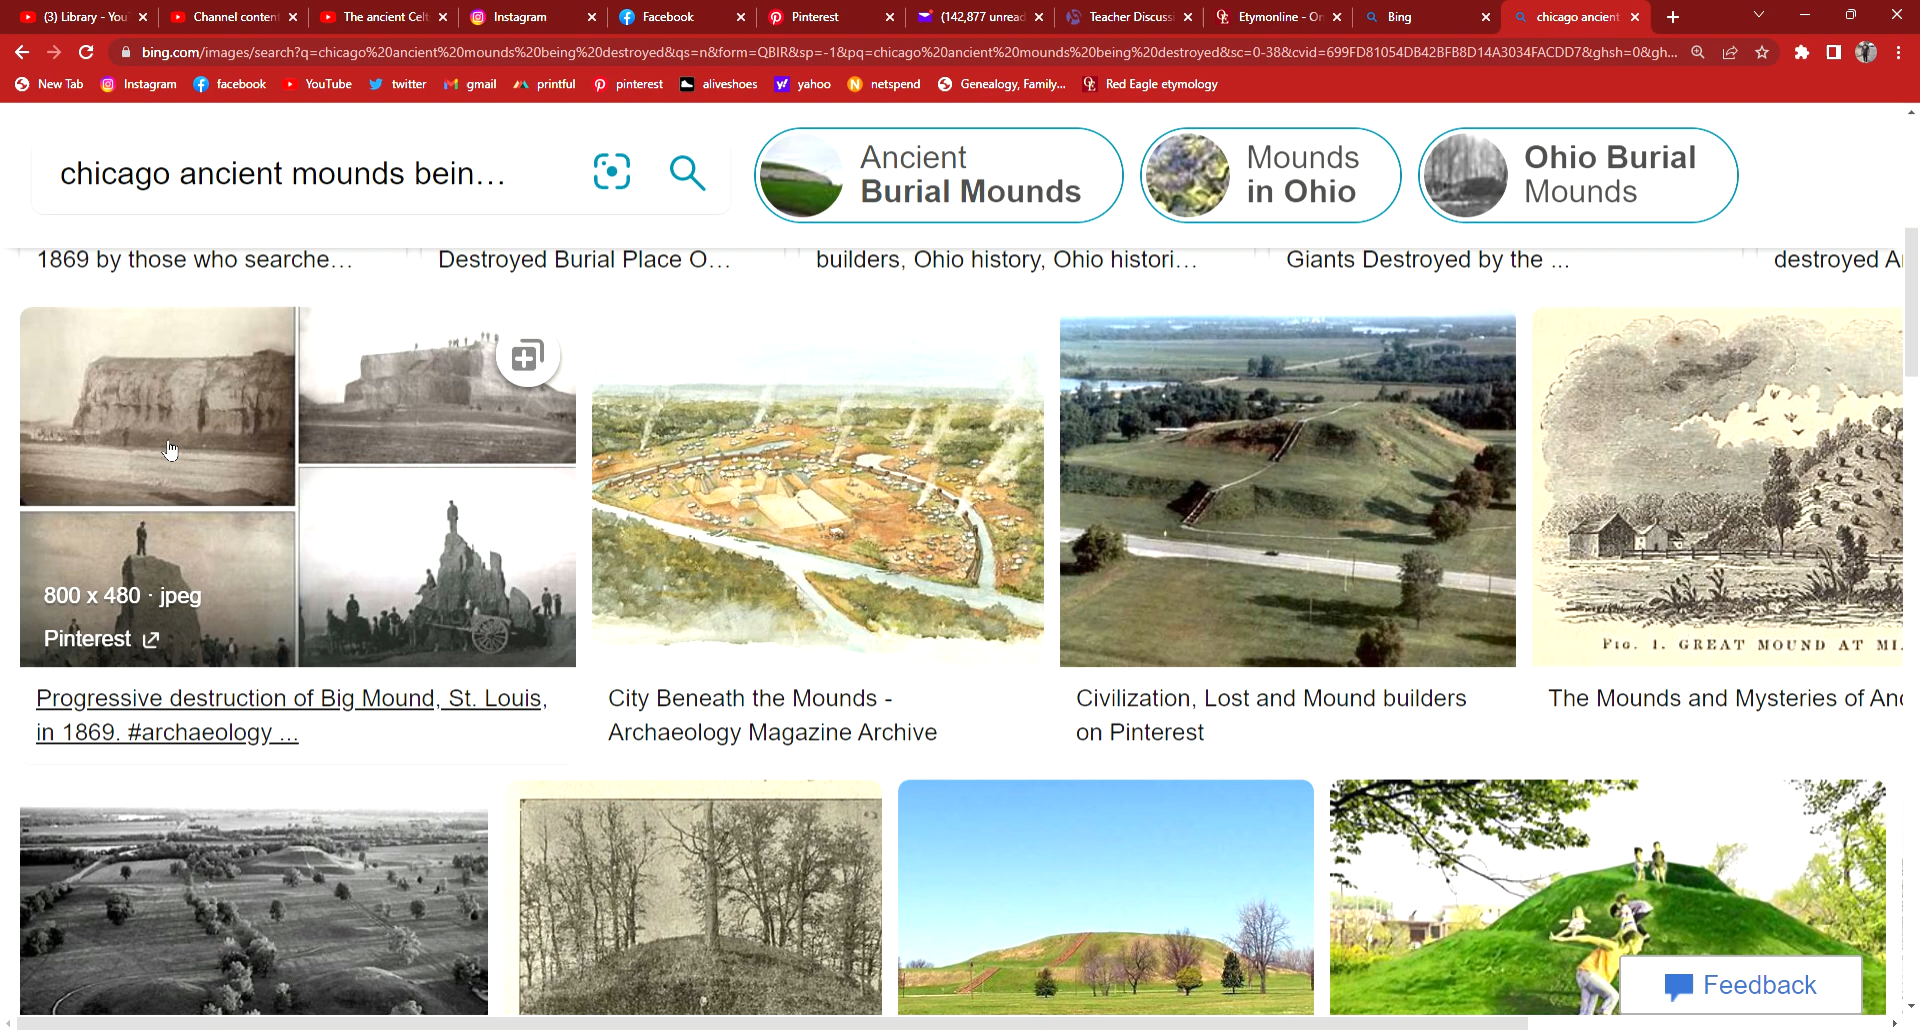 (3) Library - You
Channel content
The ancient Celt
Instagram
Facebook
Pinterest
(142,877 unread
Teacher Discuss
Etymonline - On
Bing
chicago ancient
bing.com/images/search?q=chicago%20ancient%20mounds%20being%20destroyed&qs=n&form=QBIR&sp=-1&pq=chicago%20ancient%20mounds%20being%20destroyed&sc=0-38&cvid=699FD81054DB42BFB8D14A3034FACDD7&ghsh=0&gh...
New Tab
Instagram
facebook
YouTube
twitter
gmail
printful
pinterest
aliveshoes
yahoo
netspend
Genealogy, Family...
Red Eagle etymology
chicago ancient mounds bein...
Ancient
Burial Mounds
Mounds
in Ohio
Ohio Burial
Mounds
1869 by those who searche...
Destroyed Burial Place O...
builders, Ohio history, Ohio histori...
Giants Destroyed by the ...
destroyed A
800 x 480 · jpeg
Pinterest
FIG. 1. GREAT MOUND AT MI
Progressive destruction of Big Mound, St. Louis,
in 1869. #archaeology ...
City Beneath the Mounds -
Archaeology Magazine Archive
Civilization, Lost and Mound builders
on Pinterest
The Mounds and Mysteries of An
Feedback